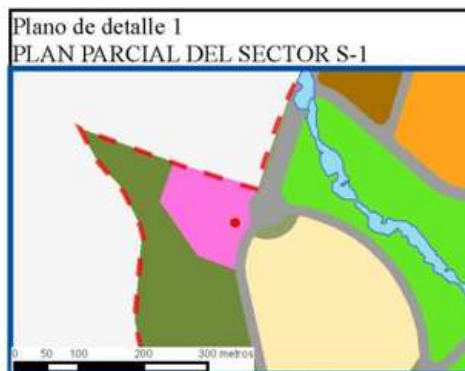 Plano de detalle 1
PLAN PARCIAL DEL SECTOR S-1
0 50 100 200 300 metros